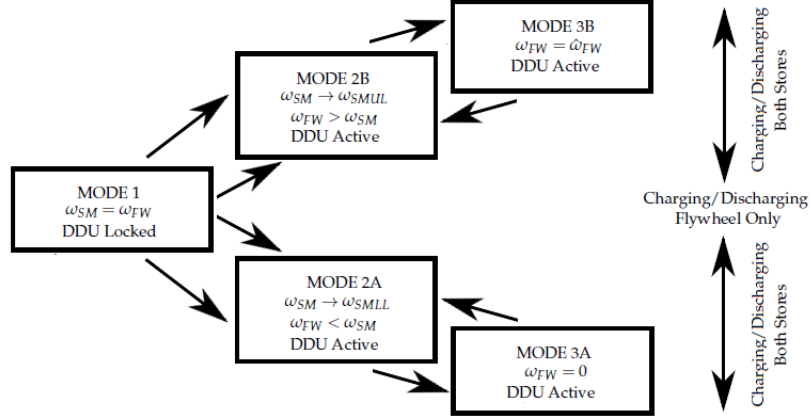 MODE 3B
ω_FW = ω̂_FW
DDU Active
MODE 2B
ω_SM → ω_SMUL
ω_FW > ω_SM
DDU Active
MODE 1
ω_SM = ω_FW
DDU Locked
MODE 2A
ω_SM → ω_SMLL
ω_FW < ω_SM
DDU Active
MODE 3A
ω_FW = 0
DDU Active
Charging/Discharging
Both Stores
Charging/Discharging
Flywheel Only
Charging/Discharging
Both Stores